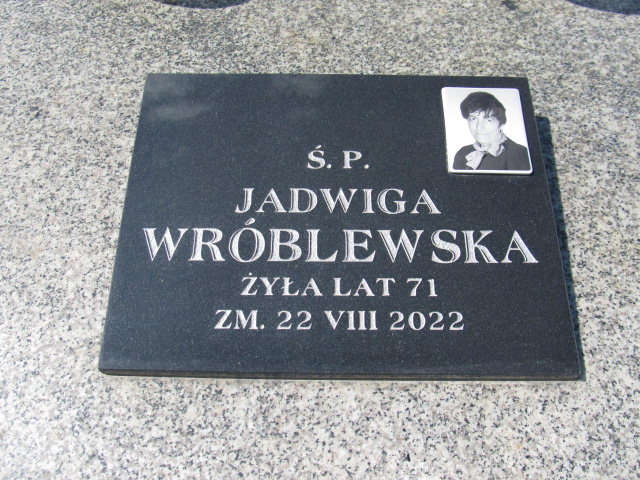 Ś. P.
JADWIGA
WRÓBLEWSKA
ŻYŁA LAT 71
ZM. 22 VIII 2022